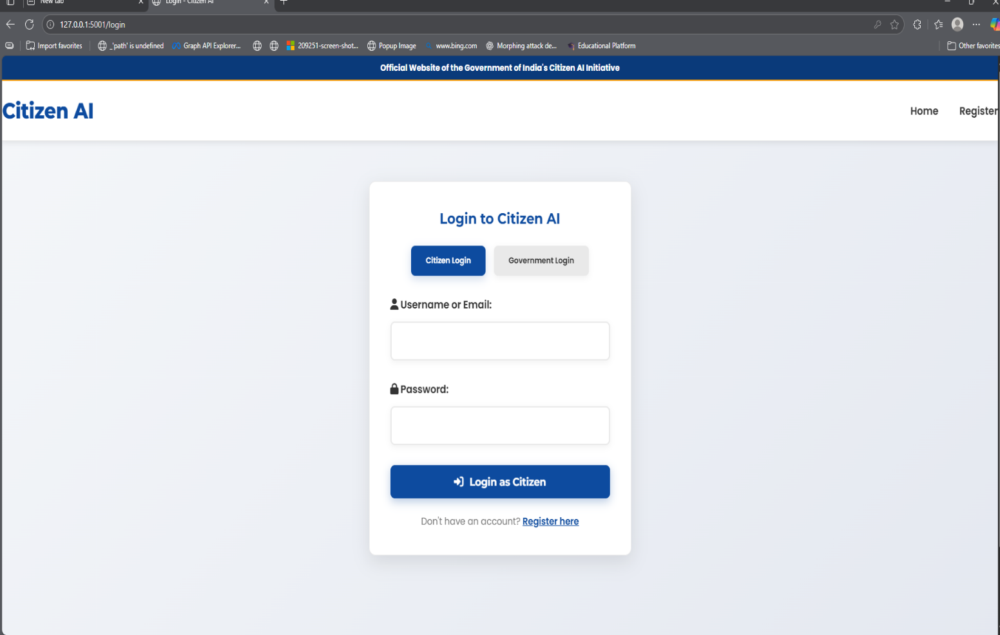 New tab
Login - Citizen AI
127.0.0.1:5001/login
Import favorites
_'path' is undefined
Graph API Explorer...
209251-screen-shot...
Popup Image
www.bing.com
Morphing attack de...
Educational Platform
Other favorites
Official Website of the Government of India's Citizen AI Initiative
Citizen AI
Home
Register
Login to Citizen AI
Citizen Login
Government Login
Username or Email:
Password:
Login as Citizen
Don't have an account? Register here